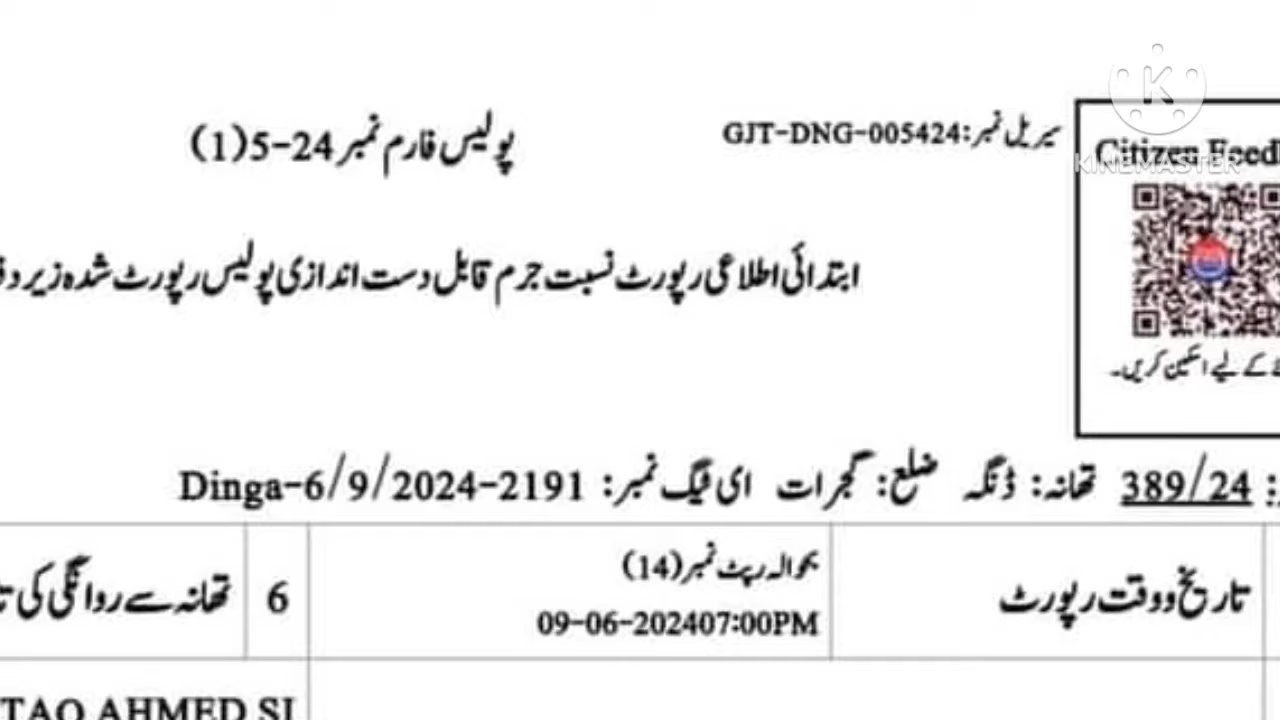 پولیس فارم نمبر 24-5(1)
سیریل نمبر:GJT-DNG-005424
Citizen
KINEMASTER
ابتدائی اطلاعی رپورٹ نسبت جرم قابل دست اندازی پولیس رپورٹ شدہ زیر
کے لیے اسکین کریں۔
389/24 تھانہ: ڈنگہ ضلع: گجرات ای ٹیگ نمبر: Dinga-6/9/2024-2191
تاریخ و وقت رپورٹ
بحوالہ رپٹ نمبر(14)
09-06-202407:00PM
6
تھانہ سے روانگی کی
AHMED SI